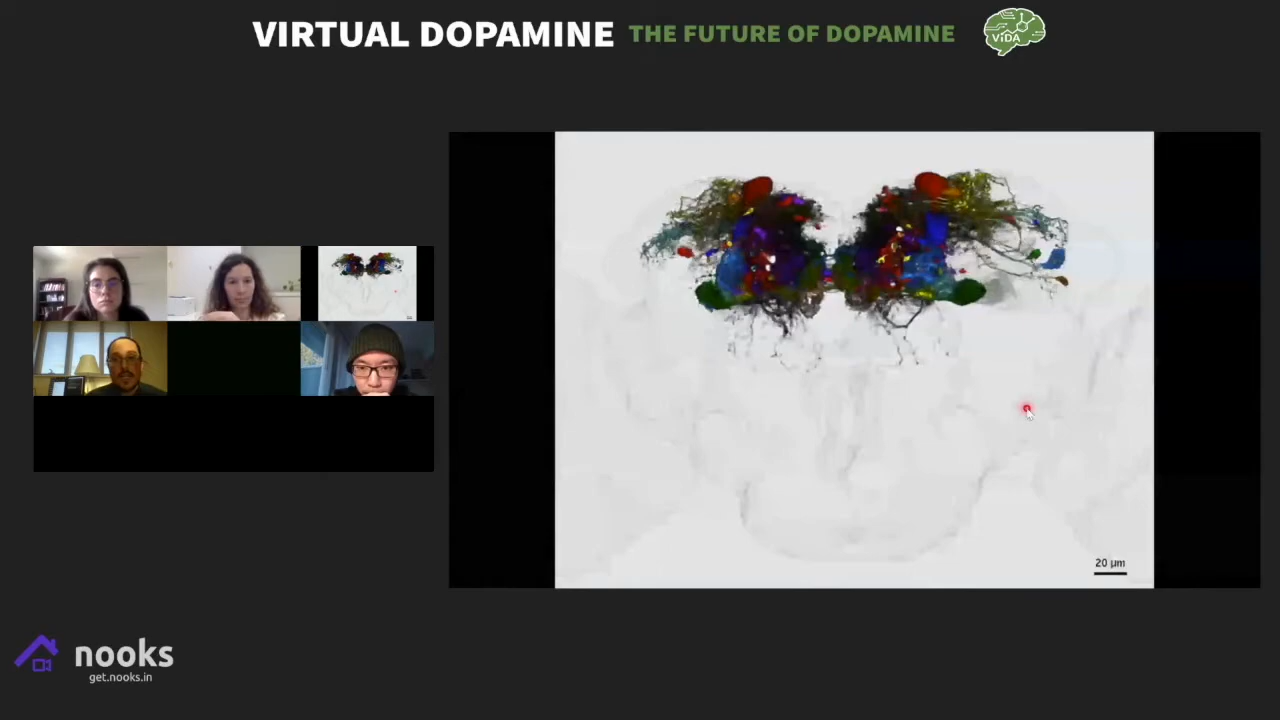 VIRTUAL DOPAMINE THE FUTURE OF DOPAMINE
ViDA
20 µm
nooks
get.nooks.in